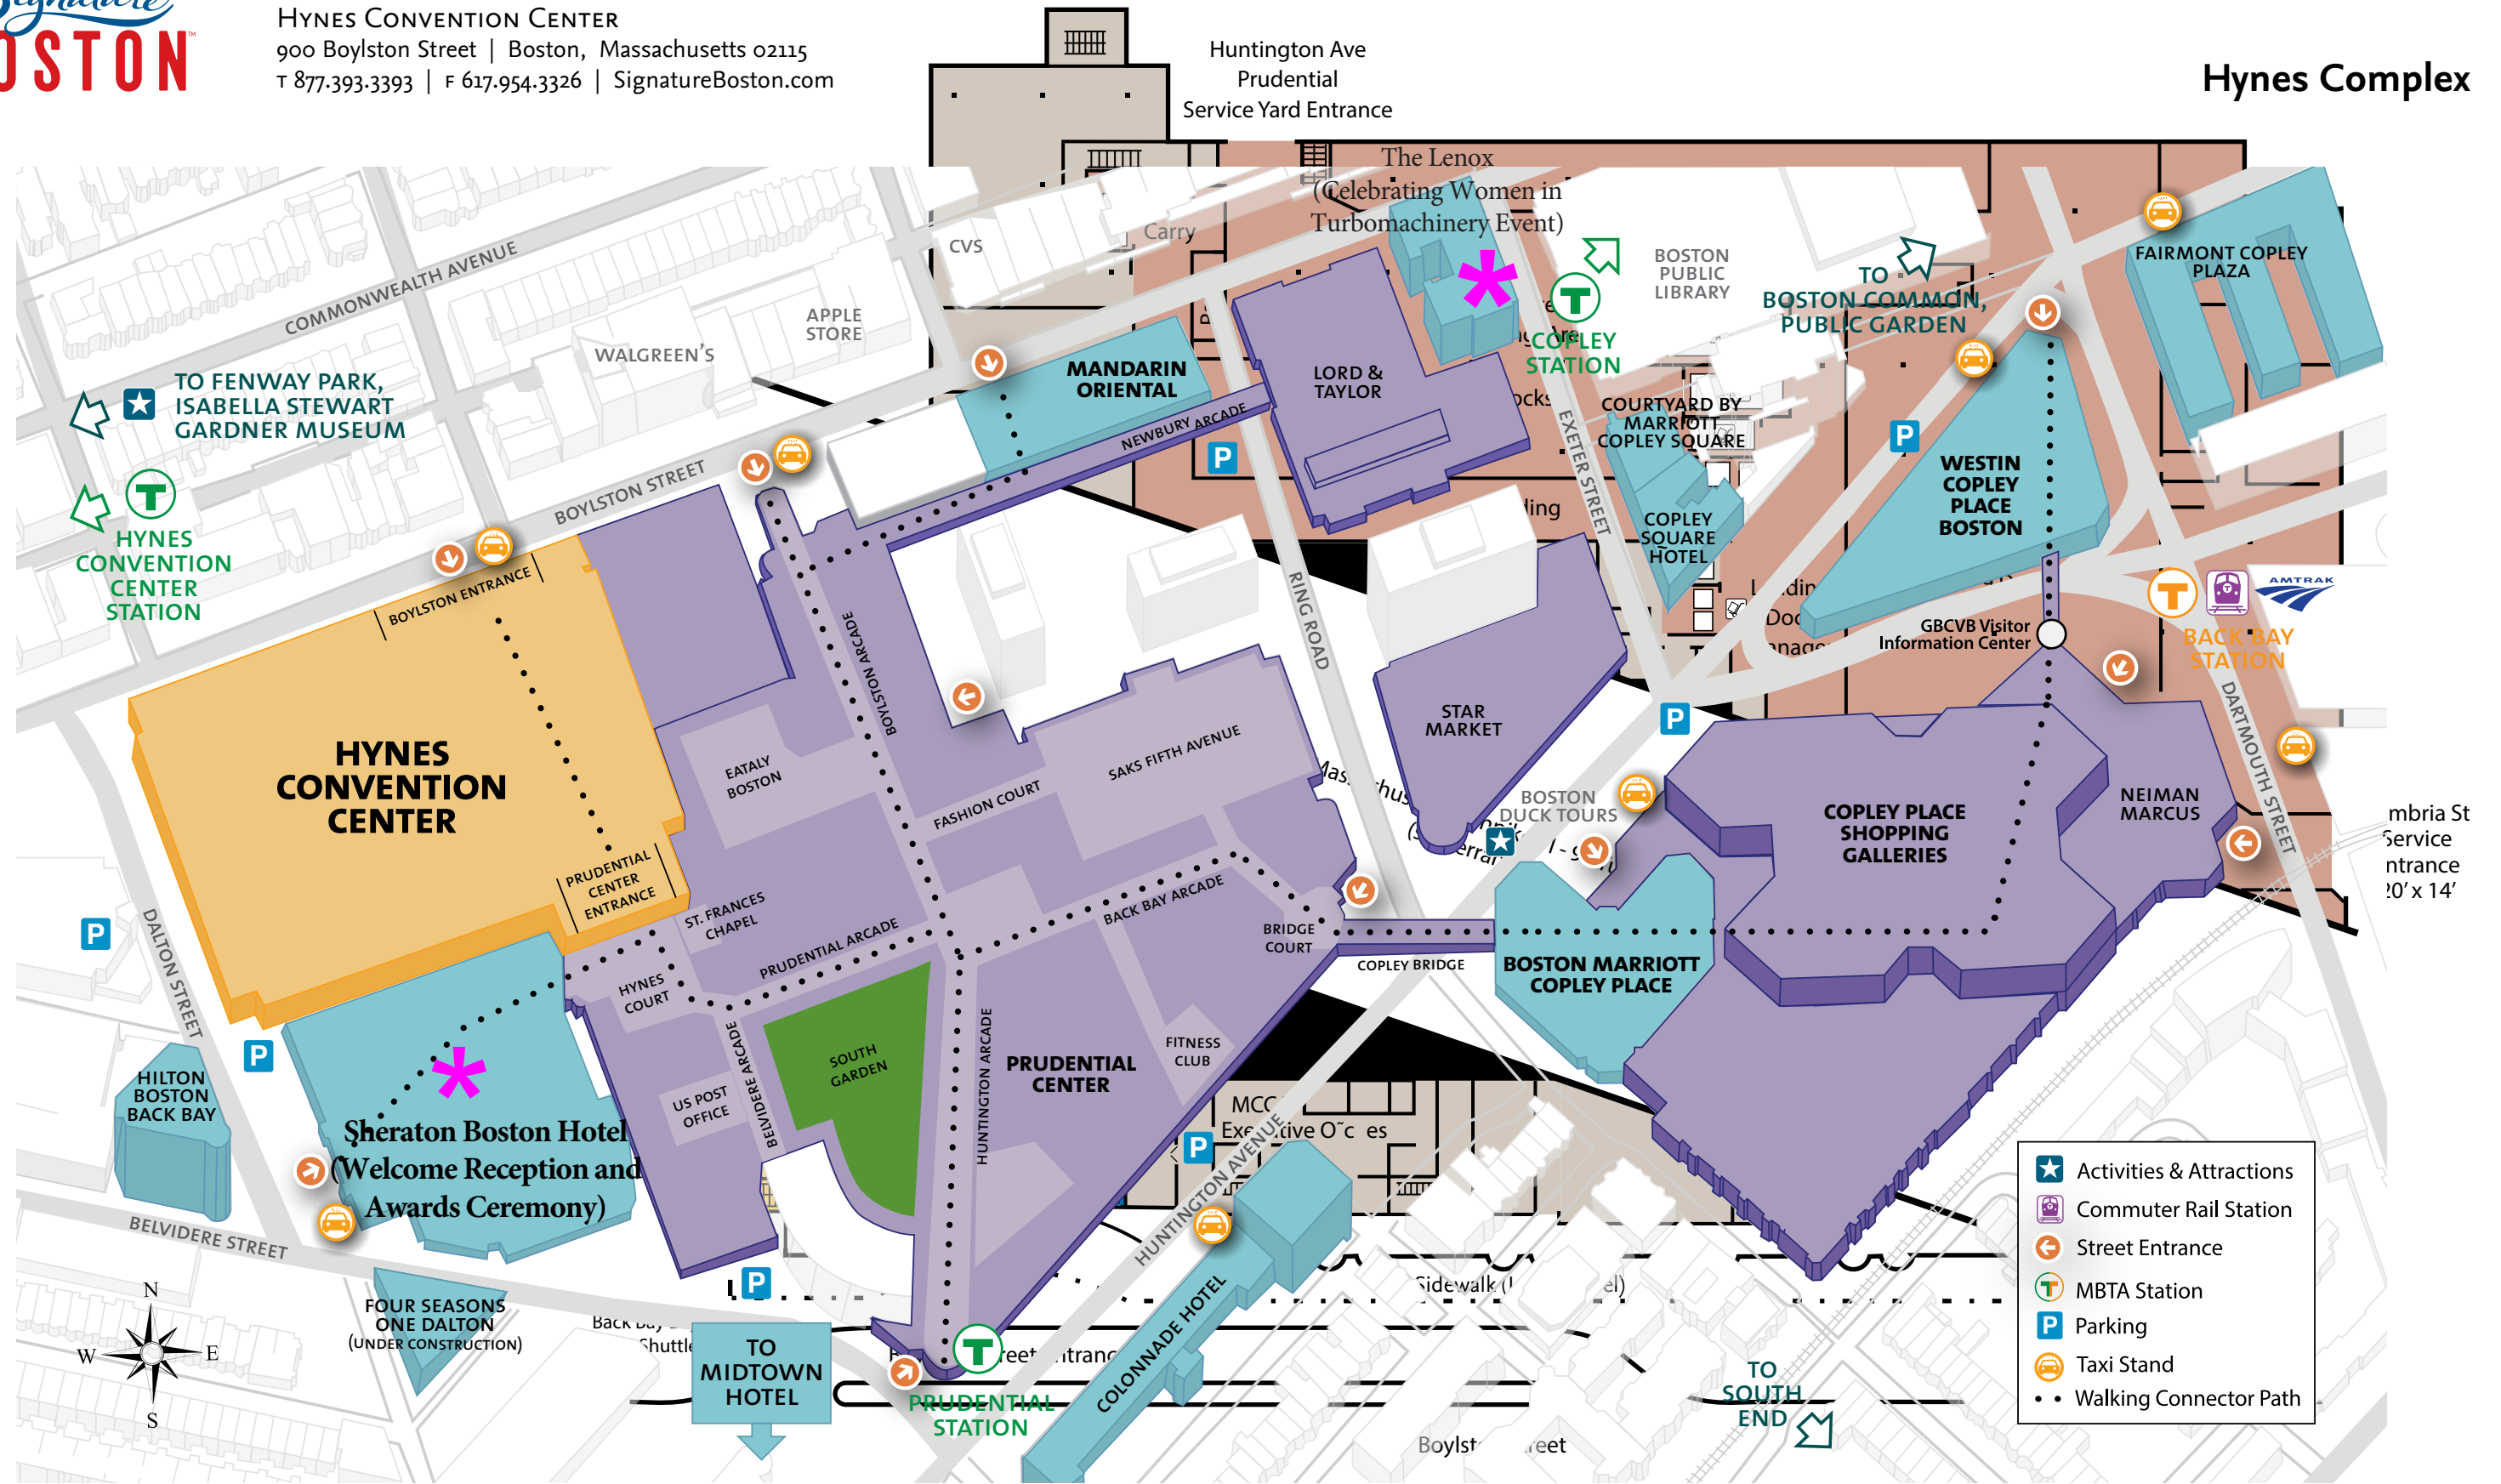 Signature
BOSTON™
Hynes Convention Center
900 Boylston Street | Boston, Massachusetts 02115
T 877.393.3393 | F 617.954.3326 | SignatureBoston.com
Huntington Ave
Prudential
Service Yard Entrance
Hynes Complex
The Lenox
(Celebrating Women in
Turbomachinery Event)
Carry
CVS
COMMONWEALTH AVENUE
APPLE
STORE
WALGREEN'S
BOSTON
PUBLIC
LIBRARY
TO
BOSTON COMMON,
PUBLIC GARDEN
FAIRMONT COPLEY
PLAZA
T
COPLEY
STATION
TO FENWAY PARK,
ISABELLA STEWART
GARDNER MUSEUM
T
HYNES
CONVENTION
CENTER
STATION
MANDARIN
ORIENTAL
NEWBURY ARCADE
LORD &
TAYLOR
P
EXETER STREET
COURTYARD BY
MARRIOTT
COPLEY SQUARE
P
COPLEY
SQUARE
HOTEL
WESTIN
COPLEY
PLACE
BOSTON
BOYLSTON STREET
BOYLSTON ENTRANCE
T
AMTRAK
BACK BAY
STATION
GBCVB Visitor
Information Center
RING ROAD
BOYLSTON ARCADE
HYNES
CONVENTION
CENTER
EATALY
BOSTON
FASHION COURT
SAKS FIFTH AVENUE
STAR
MARKET
P
DARTMOUTH STREET
BOSTON
DUCK TOURS
COPLEY PLACE
SHOPPING
GALLERIES
NEIMAN
MARCUS
mbria St
Service
ntrance
20' x 14'
PRUDENTIAL
CENTER
ENTRANCE
ST. FRANCES
CHAPEL
PRUDENTIAL ARCADE
BACK BAY ARCADE
BRIDGE
COURT
COPLEY BRIDGE
BOSTON MARRIOTT
COPLEY PLACE
P
DALTON STREET
HYNES
COURT
P
HILTON
BOSTON
BACK BAY
BELVIDERE ARCADE
SOUTH
GARDEN
HUNTINGTON ARCADE
PRUDENTIAL
CENTER
FITNESS
CLUB
US POST
OFFICE
Sheraton Boston Hotel
(Welcome Reception and
Awards Ceremony)
P
HUNTINGTON AVENUE
BELVIDERE STREET
N
W
E
S
FOUR SEASONS
ONE DALTON
(UNDER CONSTRUCTION)
P
TO
MIDTOWN
HOTEL
T
PRUDENTIAL
STATION
COLONNADE HOTEL
TO
SOUTH
END
Activities & Attractions
Commuter Rail Station
Street Entrance
T MBTA Station
P Parking
Taxi Stand
Walking Connector Path